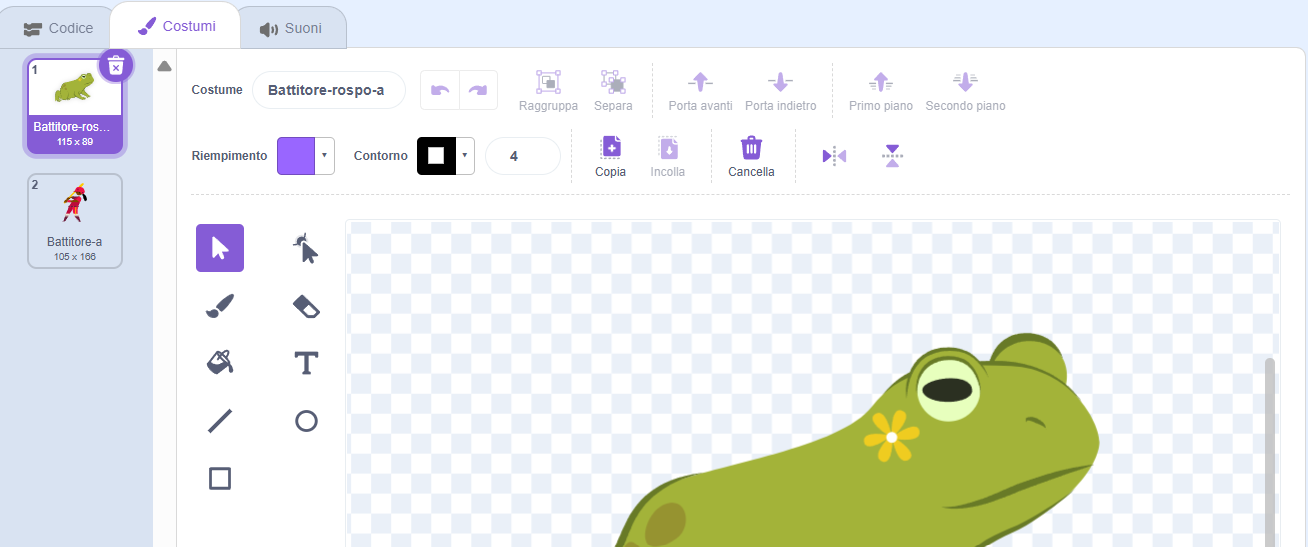 Codice
Costumi
Suoni
1
Battitore-ros...
115 x 89
2
Battitore-a
105 x 166
Costume
Battitore-rospo-a
Raggruppa
Separa
Porta avanti
Porta indietro
Primo piano
Secondo piano
Riempimento
Contorno
4
Copia
Incolla
Cancella
T